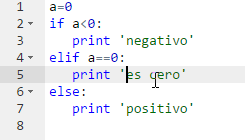 1 a=0
2 if a<0:
3     print 'negativo'
4 elif a==0:
5     print 'es cero'
6 else:
7     print 'positivo'
8